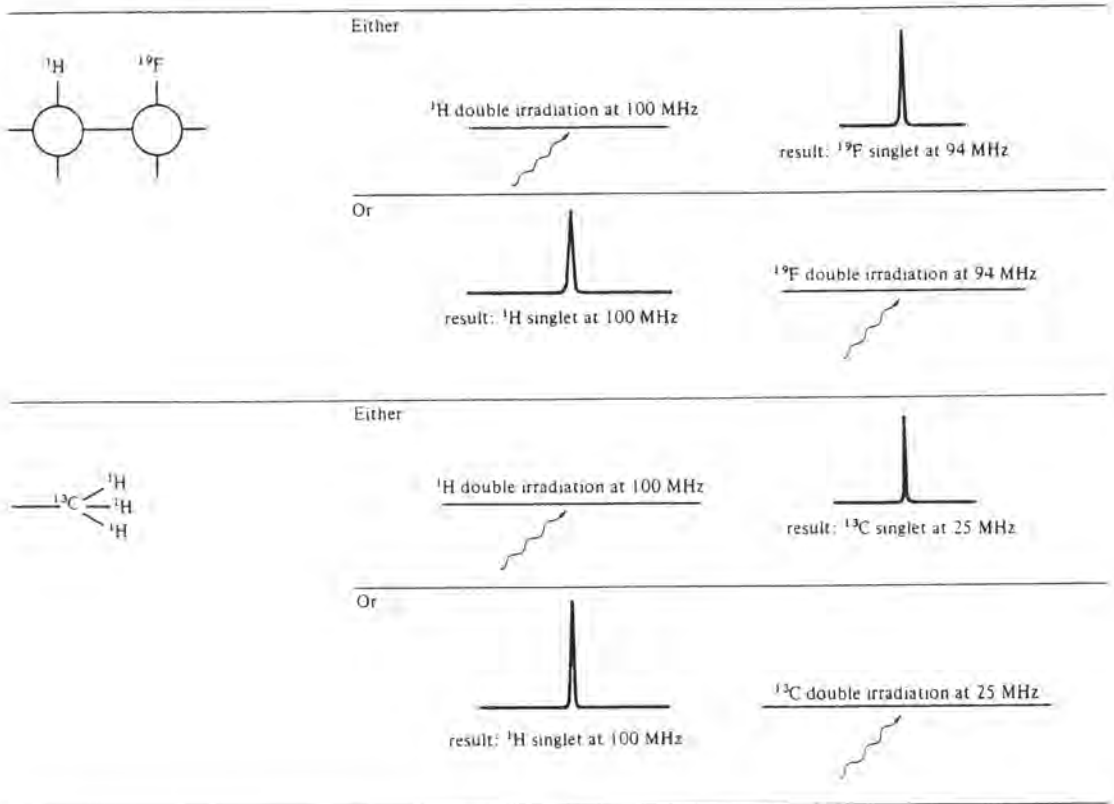 Either
¹H ¹⁹F
¹H double irradiation at 100 MHz
result: ¹⁹F singlet at 94 MHz
Or
¹⁹F double irradiation at 94 MHz
result: ¹H singlet at 100 MHz
Either
¹H
¹³C ¹H
¹H
¹H double irradiation at 100 MHz
result: ¹³C singlet at 25 MHz
Or
¹³C double irradiation at 25 MHz
result: ¹H singlet at 100 MHz